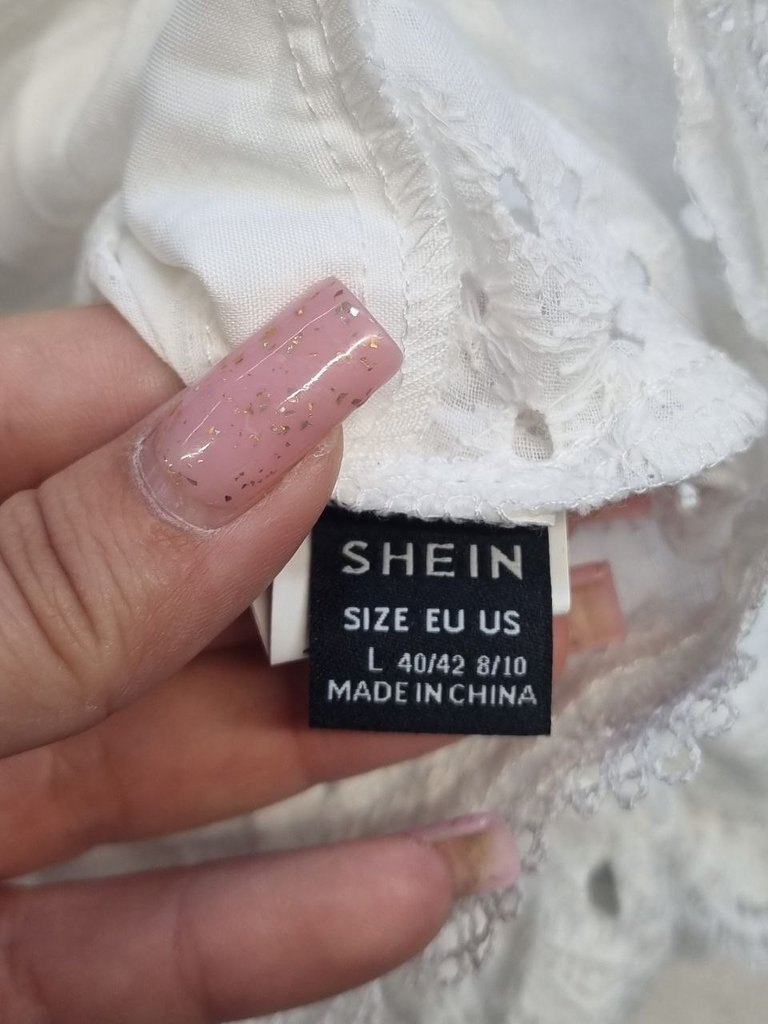 SHEIN
SIZE EU US
L 40/42 8/10
MADE IN CHINA